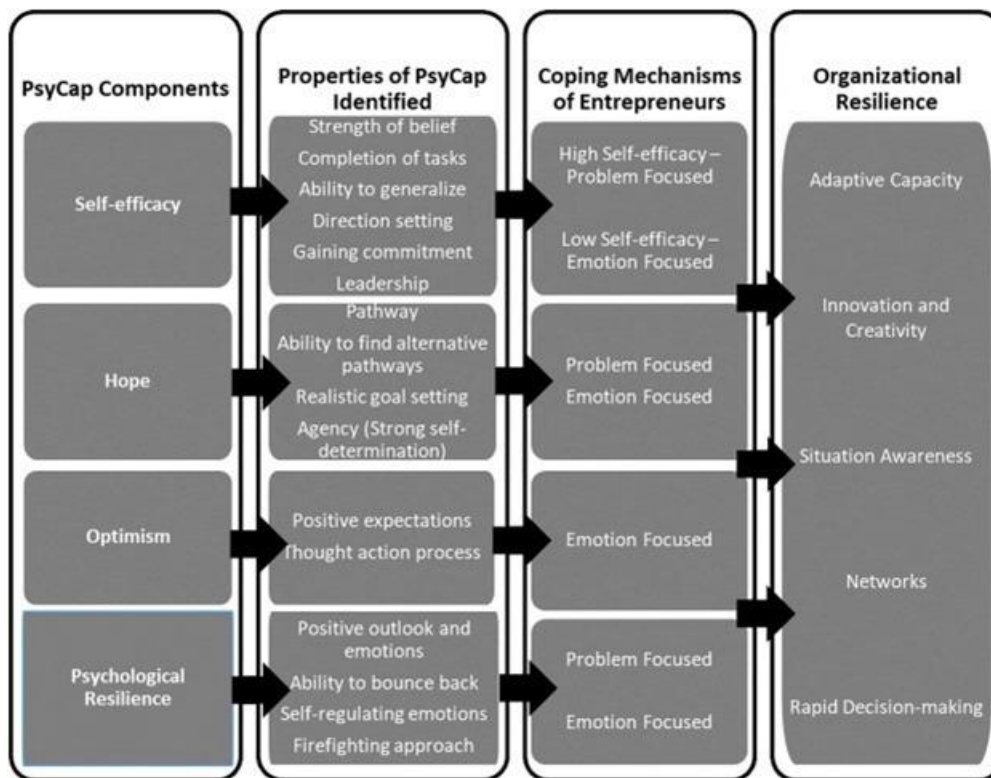 PsyCap Components
Self-efficacy
Hope
Optimism
Psychological
Resilience
Properties of PsyCap
Identified
Strength of belief
Completion of tasks
Ability to generalize
Direction setting
Gaining commitment
Leadership
Pathway
Ability to find alternative
pathways
Realistic goal setting
Agency (Strong self-
determination)
Positive expectations
Thought action process
Positive outlook and
emotions
Ability to bounce back
Self-regulating emotions
Firefighting approach
Coping Mechanisms
of Entrepreneurs
High Self-efficacy –
Problem Focused
Low Self-efficacy –
Emotion Focused
Problem Focused
Emotion Focused
Emotion Focused
Problem Focused
Emotion Focused
Organizational
Resilience
Adaptive Capacity
Innovation and
Creativity
Situation Awareness
Networks
Rapid Decision-making